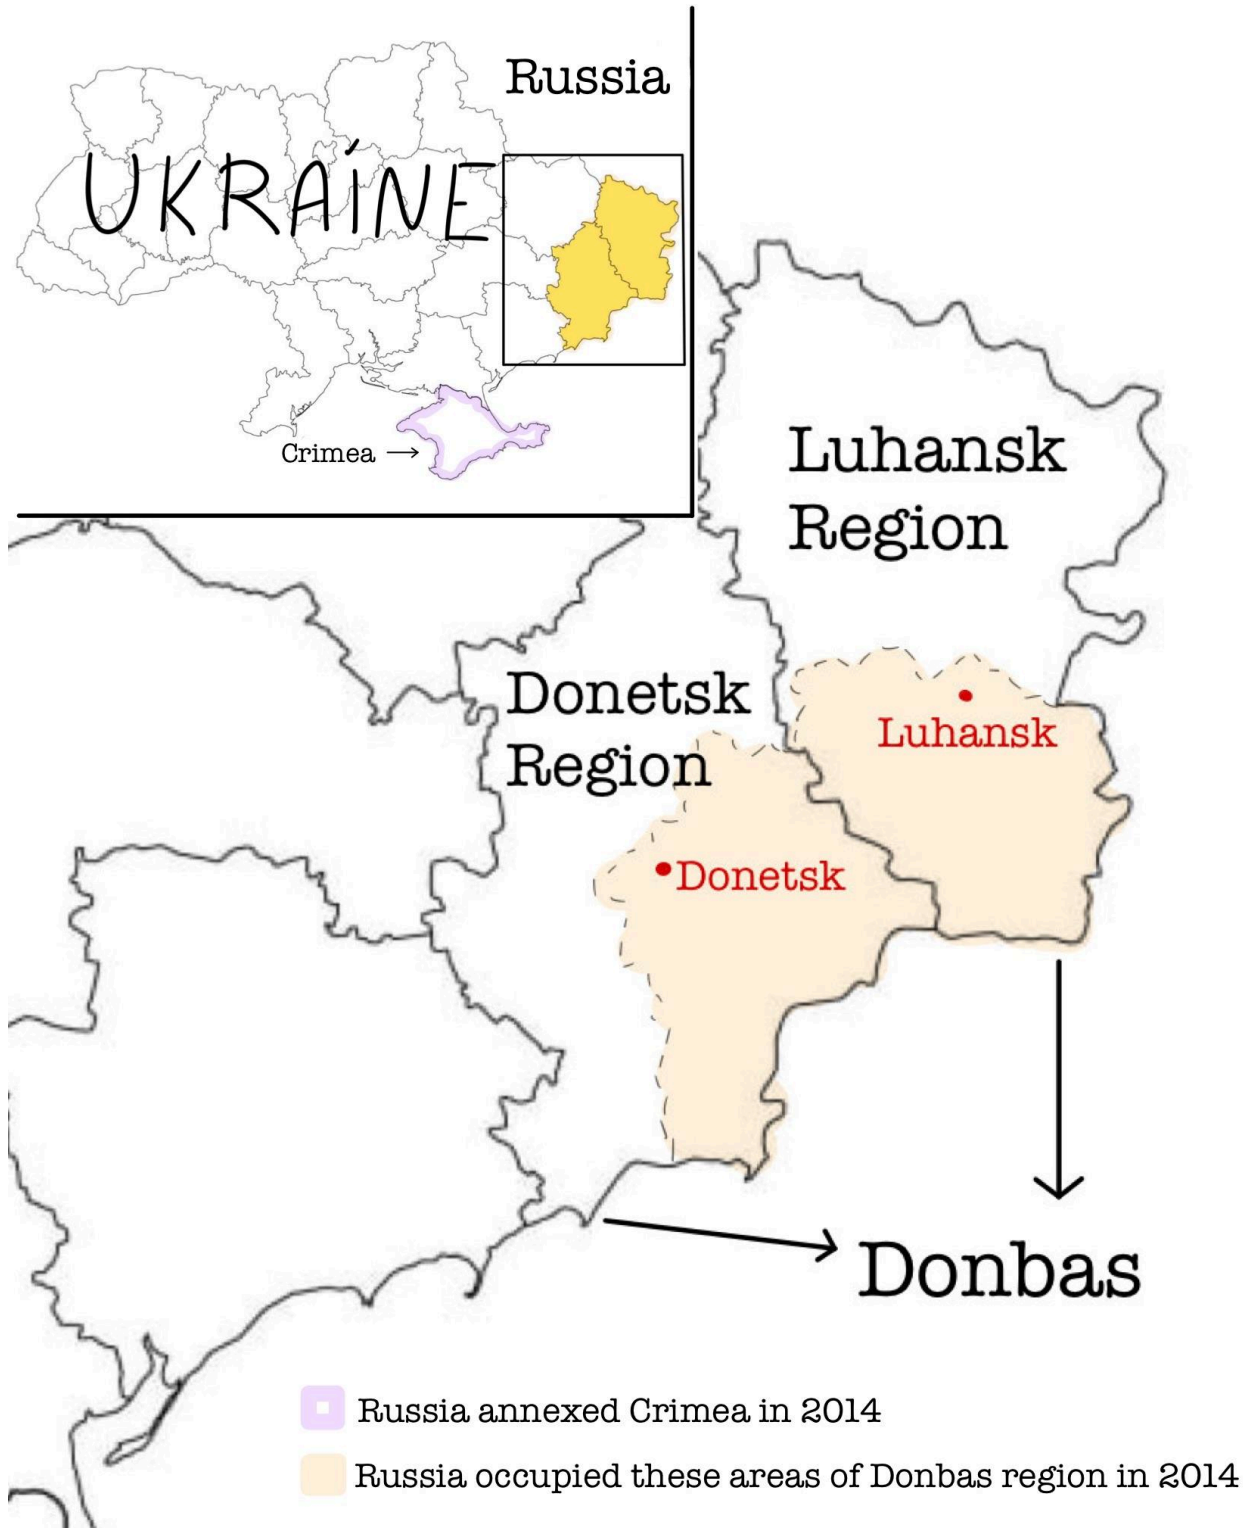 Russia
UKRAÍNE
Crimea →
Luhansk
Region
Donetsk
Region
Luhansk
Donetsk
Donbas
Russia annexed Crimea in 2014
Russia occupied these areas of Donbas region in 2014